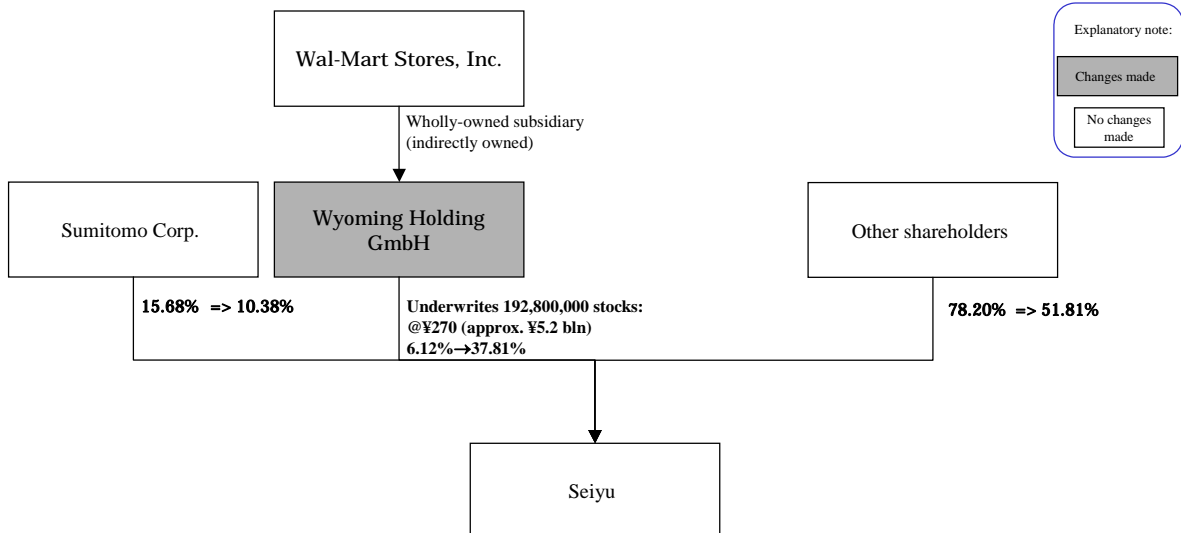 Explanatory note:
Changes made
No changes
made
Wal-Mart Stores, Inc.
Wholly-owned subsidiary
(indirectly owned)
Sumitomo Corp.
Wyoming Holding
GmbH
Other shareholders
15.68% => 10.38%
Underwrites 192,800,000 stocks:
@¥270 (approx. ¥5.2 bln)
6.12%→37.81%
78.20% => 51.81%
Seiyu